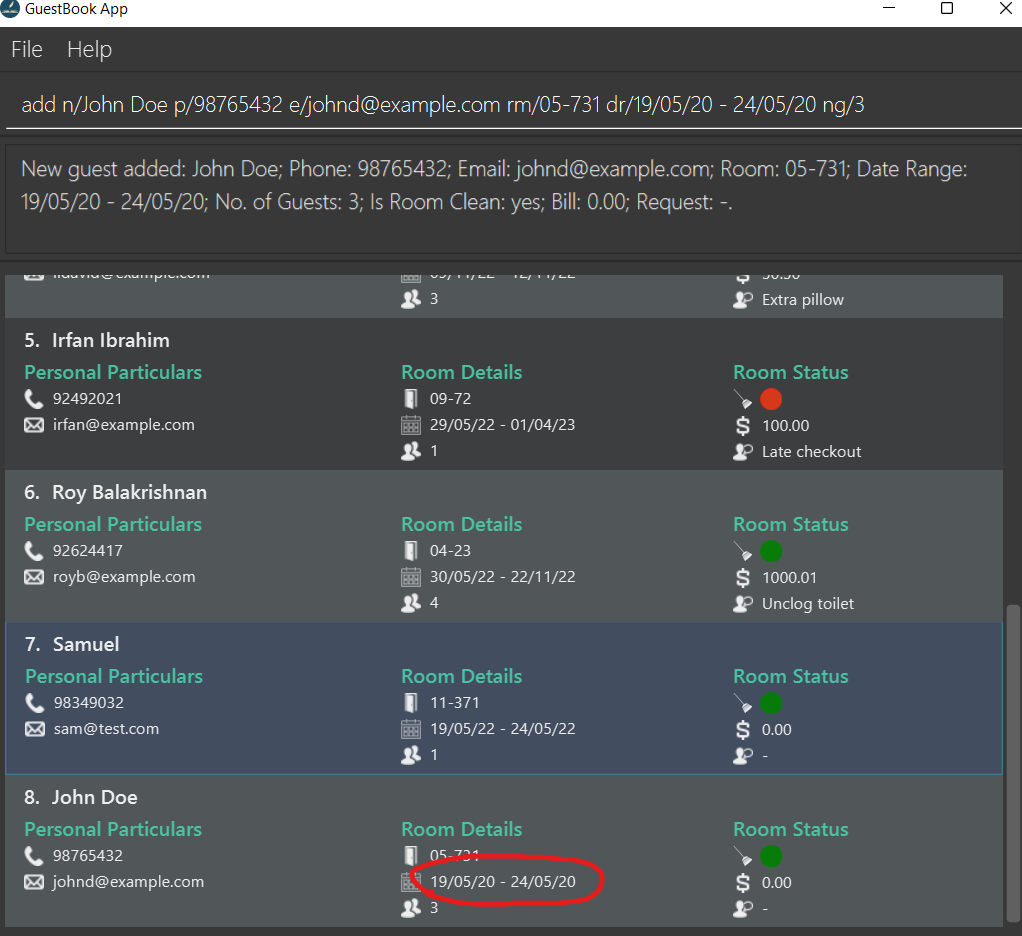 GuestBook App
File Help
add n/John Doe p/98765432 e/johnd@example.com rm/05-731 dr/19/05/20 - 24/05/20 ng/3
New guest added: John Doe; Phone: 98765432; Email: johnd@example.com; Room: 05-731; Date Range:
19/05/20 - 24/05/20; No. of Guests: 3; Is Room Clean: yes; Bill: 0.00; Request: -.
3 Extra pillow
5. Irfan Ibrahim
Personal Particulars Room Details Room Status
92492021 09-72
irfan@example.com 29/05/22 - 01/04/23 $ 100.00
1 Late checkout
6. Roy Balakrishnan
Personal Particulars Room Details Room Status
92624417 04-23
royb@example.com 30/05/22 - 22/11/22 $ 1000.01
4 Unclog toilet
7. Samuel
Personal Particulars Room Details Room Status
98349032 11-371
sam@test.com 19/05/22 - 24/05/22 $ 0.00
1 -
8. John Doe
Personal Particulars Room Details Room Status
98765432 05-731
johnd@example.com 19/05/20 - 24/05/20 $ 0.00
3 -